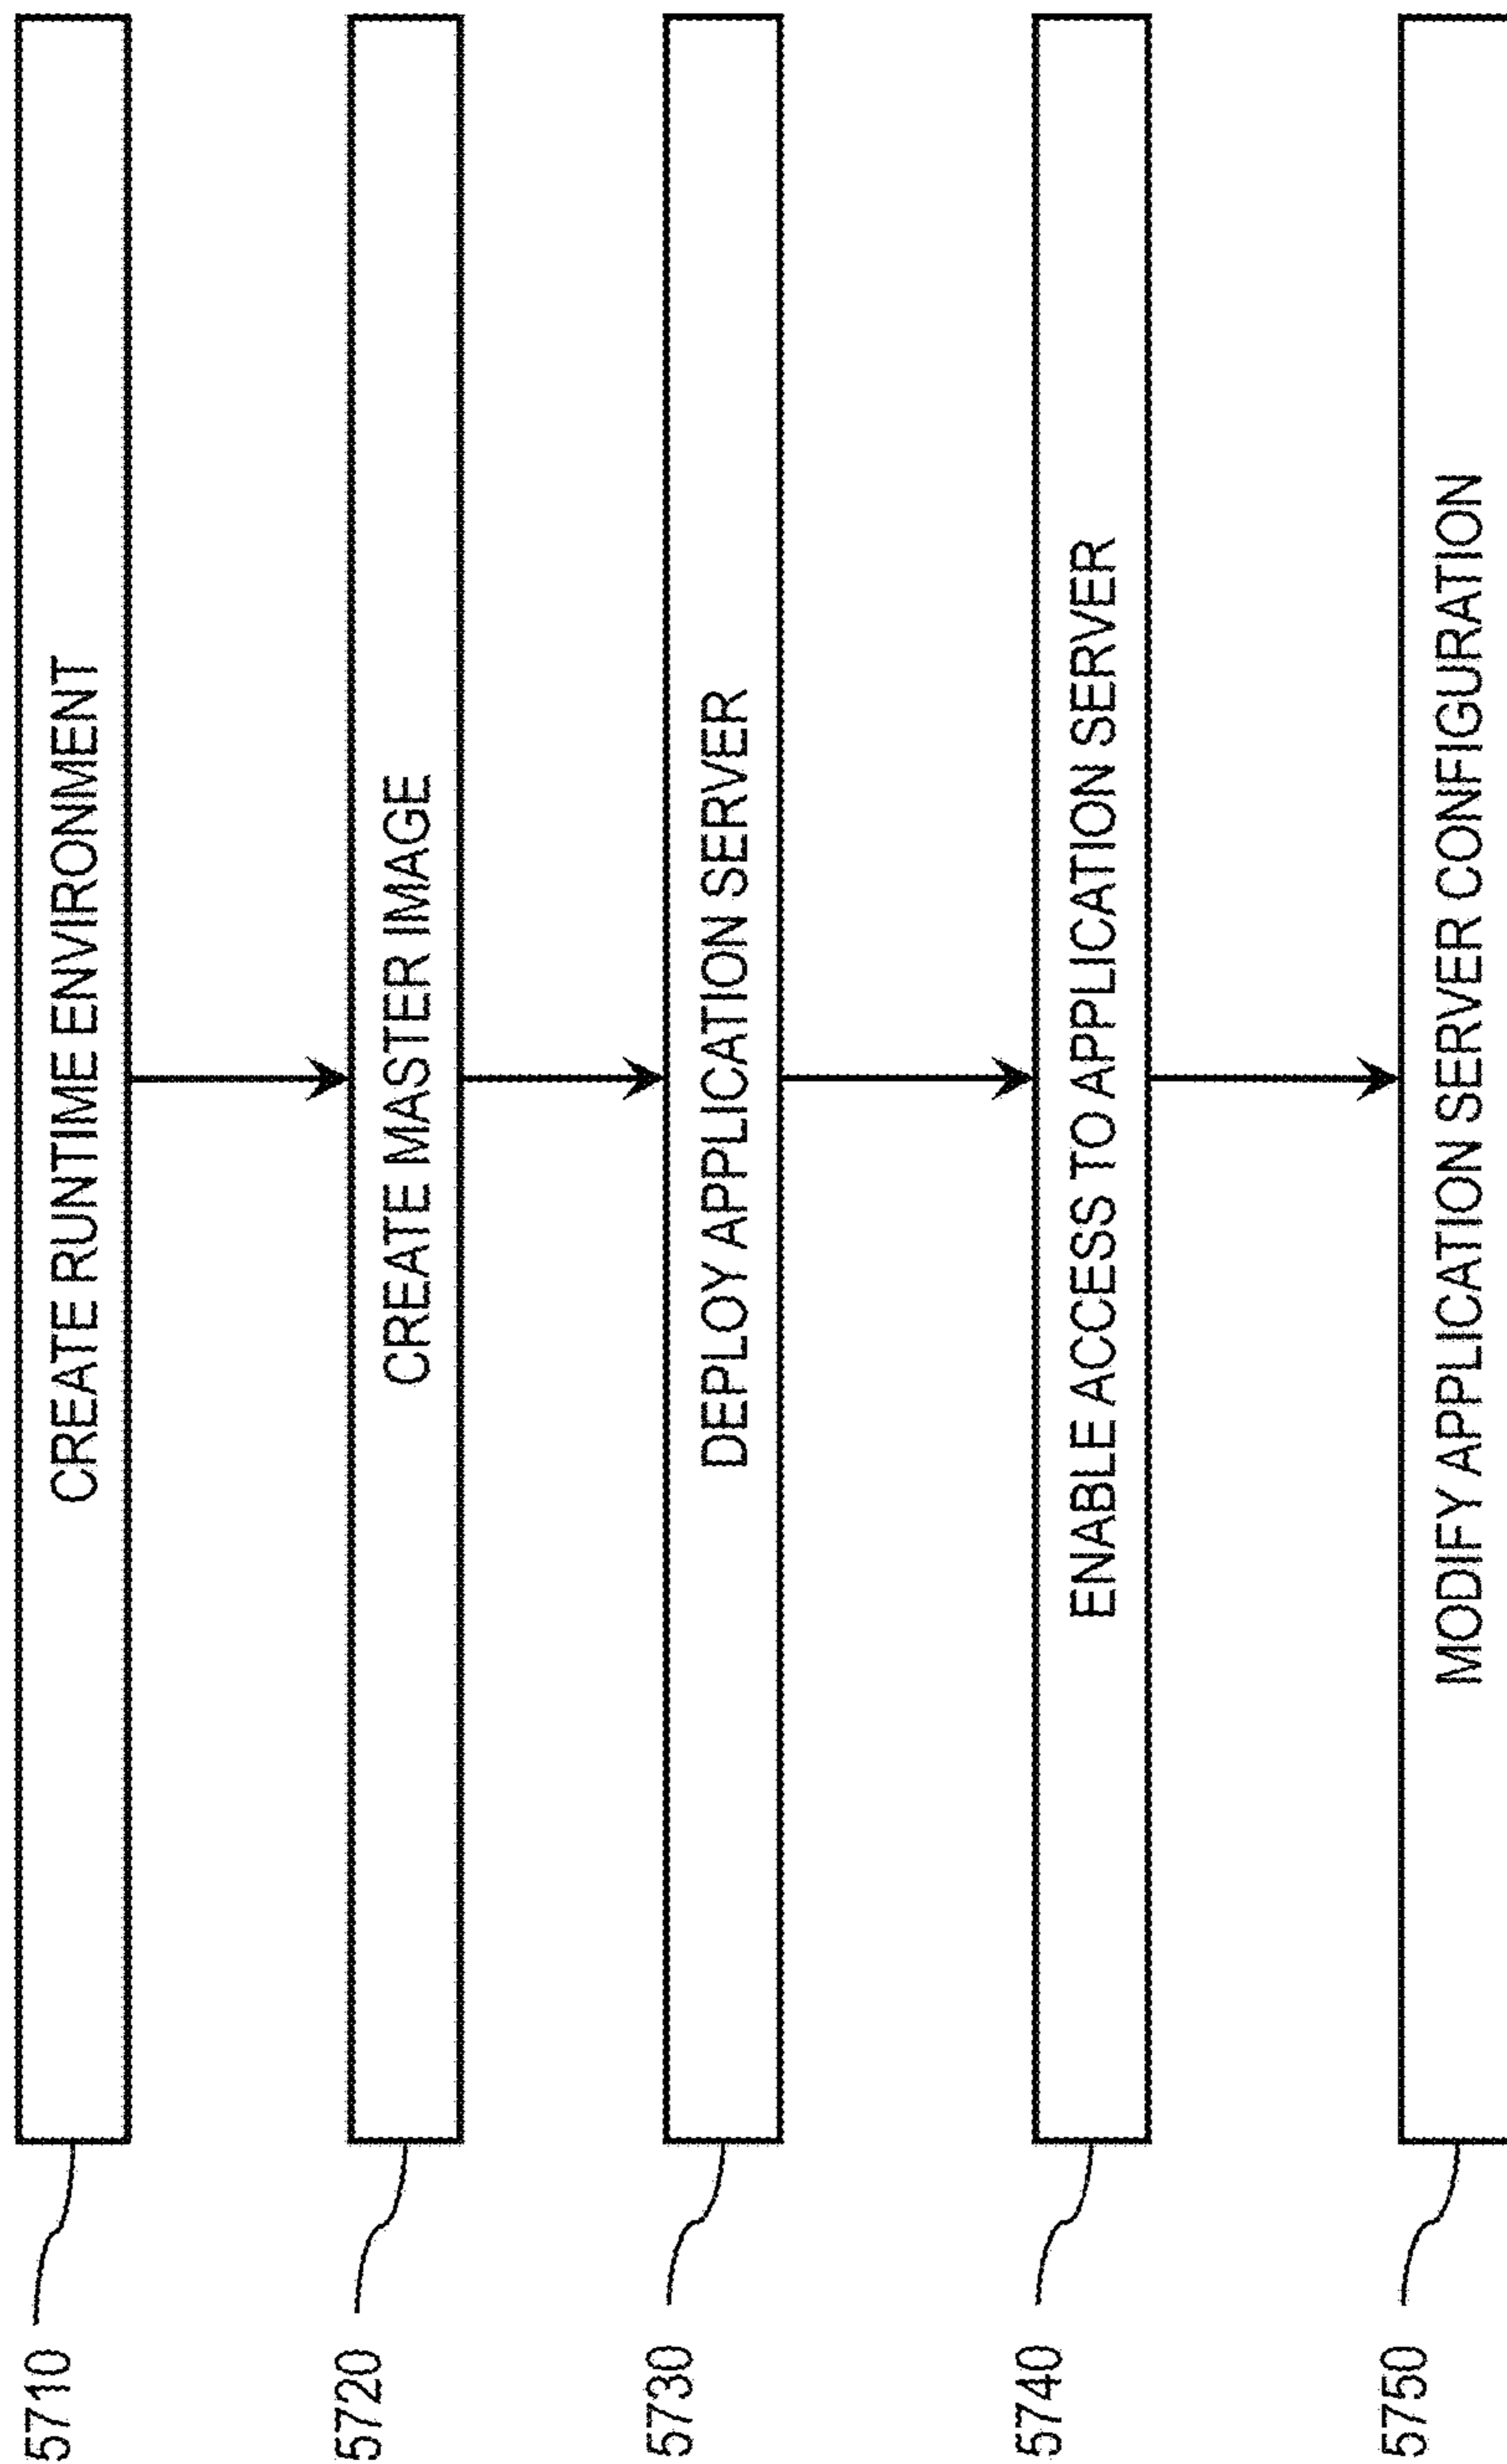 5710
CREATE RUNTIME ENVIRONMENT
5720
CREATE MASTER IMAGE
5730
DEPLOY APPLICATION SERVER
5740
ENABLE ACCESS TO APPLICATION SERVER
5750
MODIFY APPLICATION SERVER CONFIGURATION